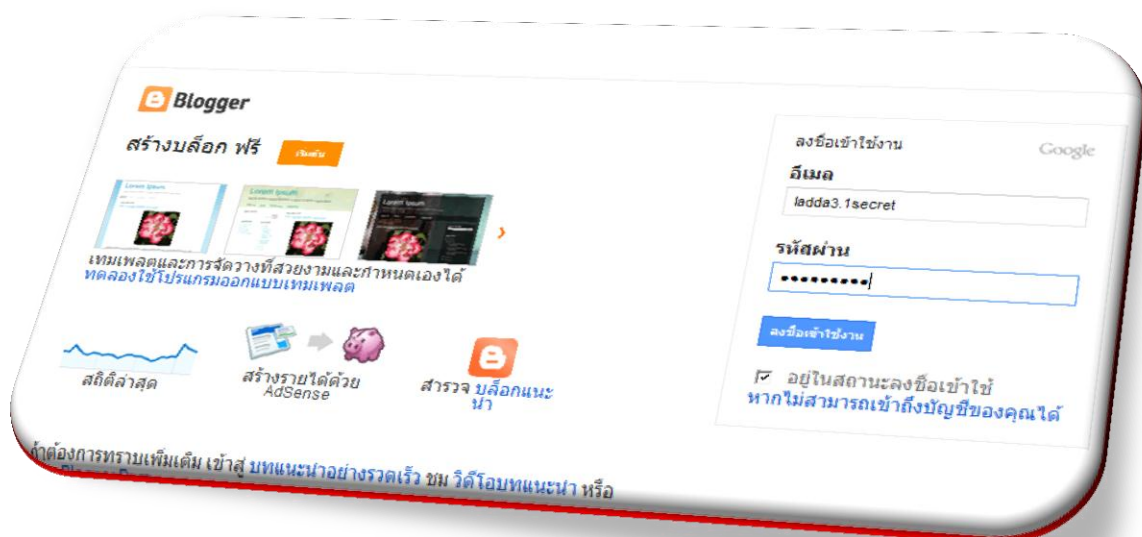 Blogger
สร้างบล็อก ฟรี
เริ่มต้น
Lorem Ipsum
Lorem Ipsum
Lorem Ipsum
เทมเพลตและการจัดวางที่สวยงามและกำหนดเองได้
ทดลองใช้โปรแกรมออกแบบเทมเพลต
สถิติล่าสุด
สร้างรายได้ด้วย
AdSense
สำรวจ บล็อกแนะ
นำ
ถ้าต้องการทราบเพิ่มเติม เข้าสู่ บทแนะนำอย่างรวดเร็ว ชม วิดีโอบทแนะนำ หรือ
ลงชื่อเข้าใช้งาน
Google
อีเมล
ladda3.1secret
รหัสผ่าน
ลงชื่อเข้าใช้งาน
อยู่ในสถานะลงชื่อเข้าใช้
หากไม่สามารถเข้าถึงบัญชีของคุณได้